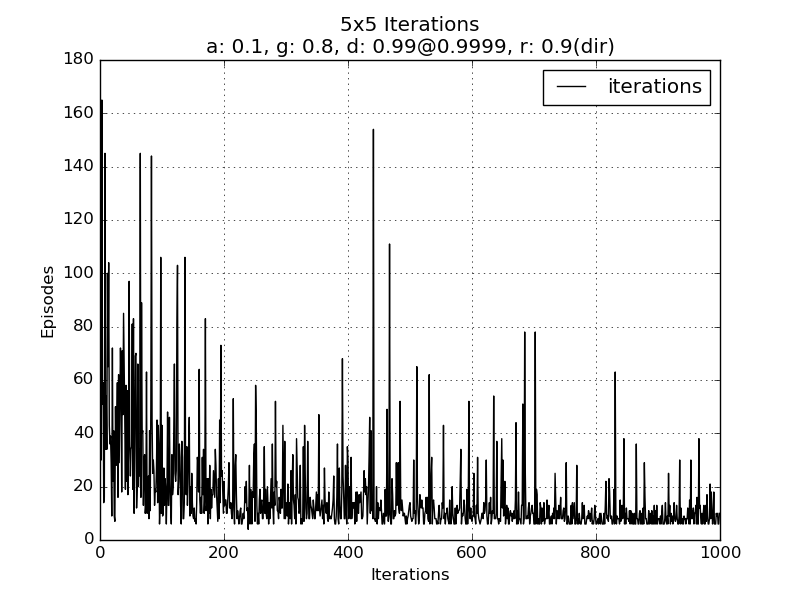 5x5 Iterations
a: 0.1, g: 0.8, d: 0.99@0.9999, r: 0.9(dir)
iterations
180
160
140
120
100
80
60
40
20
0
Episodes
0 200 400 600 800 1000
Iterations